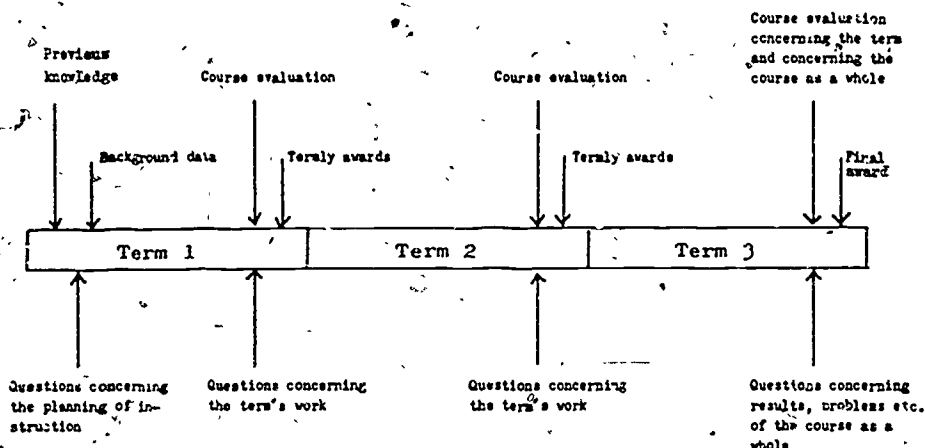 Course evaluation
concerning the term
and concerning the
course as a whole
Previous
knowledge
Course evaluation
Course evaluation
Background data
Termly awards
Termly awards
Final
award
Term 1
Term 2
Term 3
Questions concerning
the planning of in-
struction
Questions concerning
the term's work
Questions concerning
the term's work
Questions concerning
results, problems etc.
of the course as a
whole